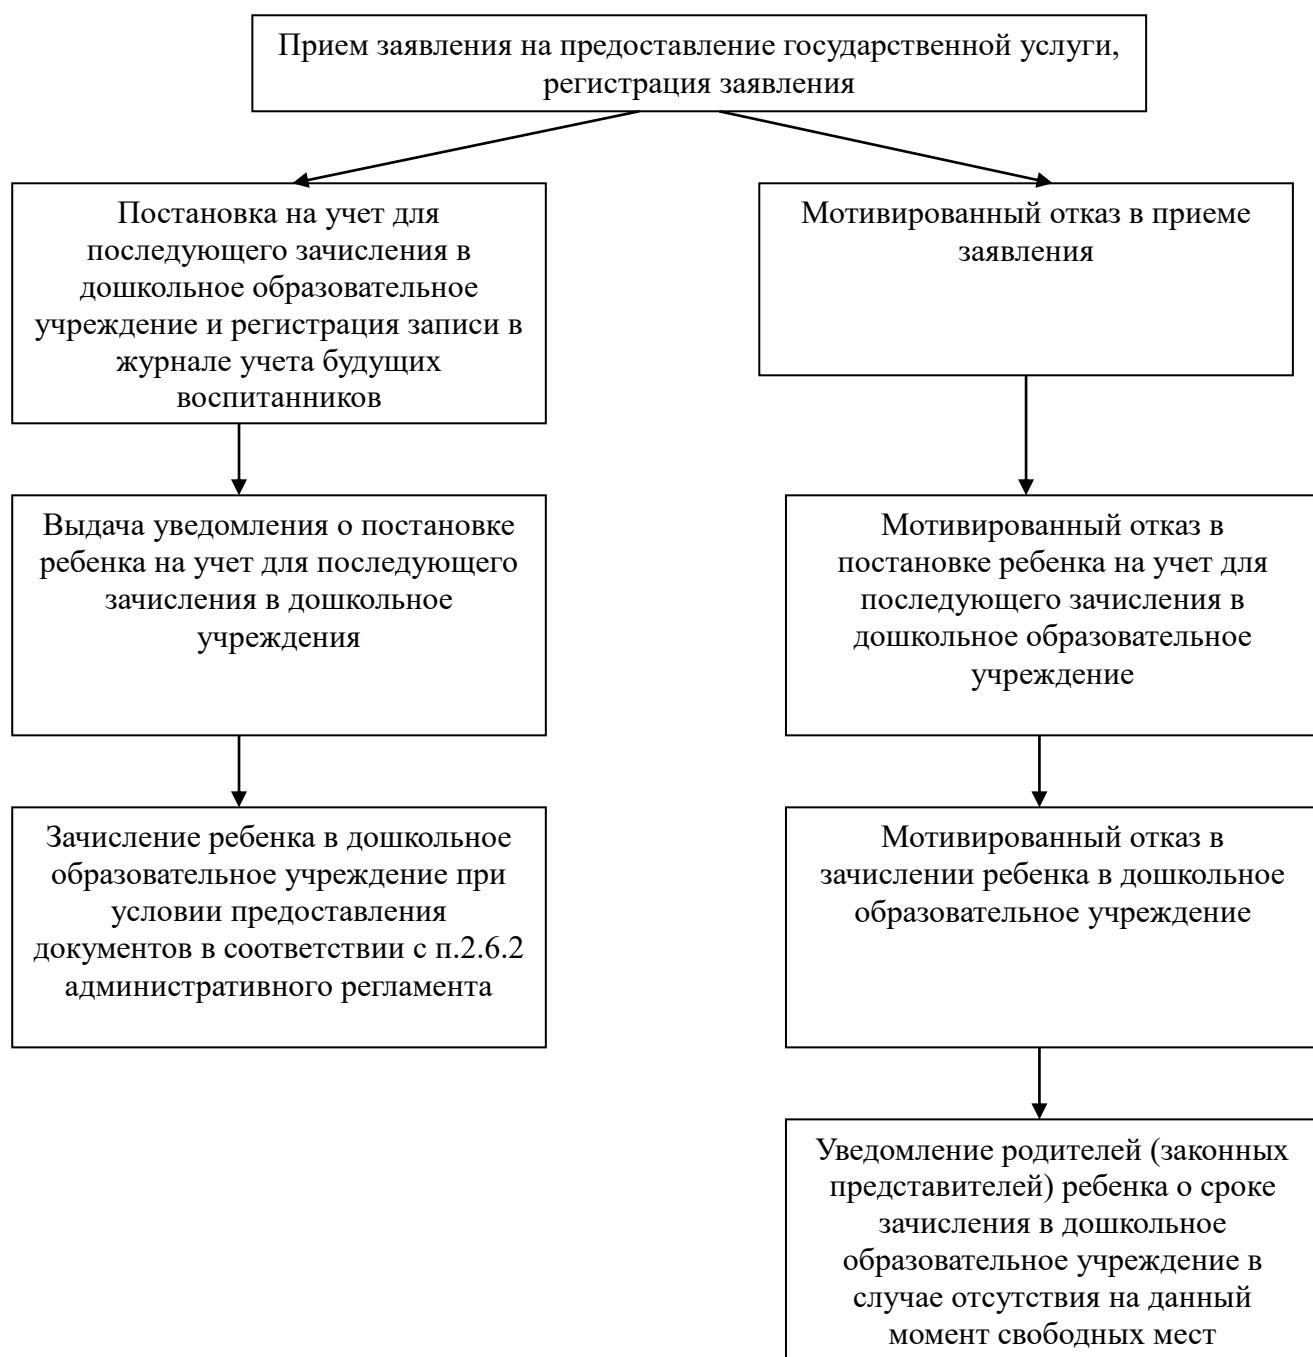 Прием заявления на предоставление государственной услуги,
регистрация заявления
Постановка на учет для
последующего зачисления в
дошкольное образовательное
учреждение и регистрация записи в
журнале учета будущих
воспитанников
Мотивированный отказ в приеме
заявления
Выдача уведомления о постановке
ребенка на учет для последующего
зачисления в дошкольное
учреждения
Мотивированный отказ в
постановке ребенка на учет для
последующего зачисления в
дошкольное образовательное
учреждение
Зачисление ребенка в дошкольное
образовательное учреждение при
условии предоставления
документов в соответствии с п.2.6.2
административного регламента
Мотивированный отказ в
зачислении ребенка в дошкольное
образовательное учреждение
Уведомление родителей (законных
представителей) ребенка о сроке
зачисления в дошкольное
образовательное учреждение в
случае отсутствия на данный
момент свободных мест